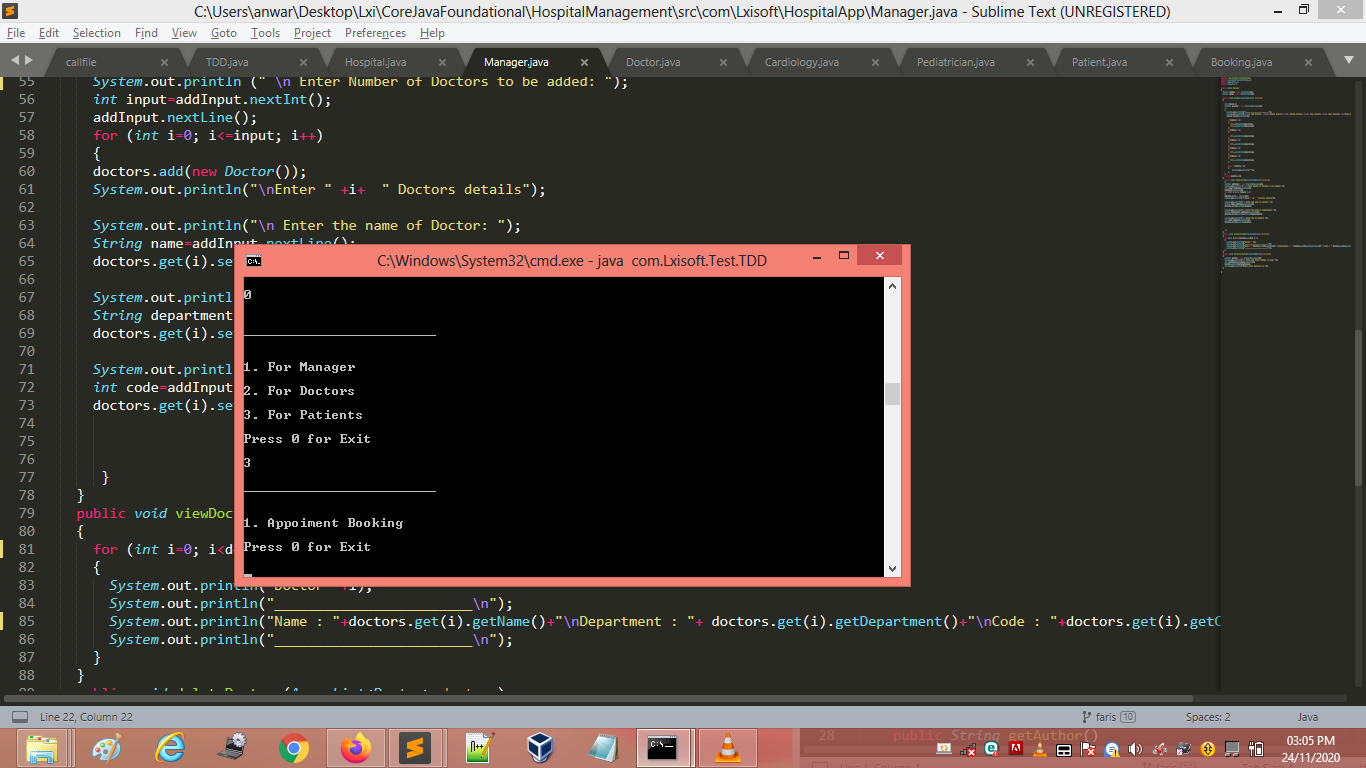 C:\Users\anwar\Desktop\Lxi\CoreJavaFoundational\HospitalManagement\src\com\Lxisoft\HospitalApp\Manager.java - Sublime Text (UNREGISTERED)
File Edit Selection Find View Goto Tools Project Preferences Help
callfile TDD.java Hospital.java Manager.java Doctor.java Cardiology.java Pediatrician.java Patient.java Booking.java
55 System.out.println (" \n Enter Number of Doctors to be added: ");
56 int input=addInput.nextInt();
57 addInput.nextLine();
58 for (int i=0; i<=input; i++)
59 {
60 doctors.add(new Doctor());
61 System.out.println("\nEnter " +i+ " Doctors details");
62
63 System.out.println("\n Enter the name of Doctor: ");
64 String name=addInput.nextLine();
65 doctors.get(i).se
66
67 System.out.printl
68 String department
69 doctors.get(i).se
70
71 System.out.printl
72 int code=addInput
73 doctors.get(i).se
74
75
76
77 }
78 }
79 public void viewDoc
80 {
81 for (int i=0; i<d
82 {
83 System.out.println("Doctor "+i);
84 System.out.println("________________________\n");
85 System.out.println("Name : "+doctors.get(i).getName()+"\nDepartment : "+ doctors.get(i).getDepartment()+"\nCode : "+doctors.get(i).getC
86 System.out.println("________________________\n");
87 }
88 }
C:\Windows\System32\cmd.exe - java com.Lxisoft.Test.TDD
0
________________________
1. For Manager
2. For Doctors
3. For Patients
Press 0 for Exit
3
________________________
1. Appoiment Booking
Press 0 for Exit
Line 22, Column 22 faris 10 Spaces: 2 Java
28 public String getAuthor()
03:05 PM
24/11/2020